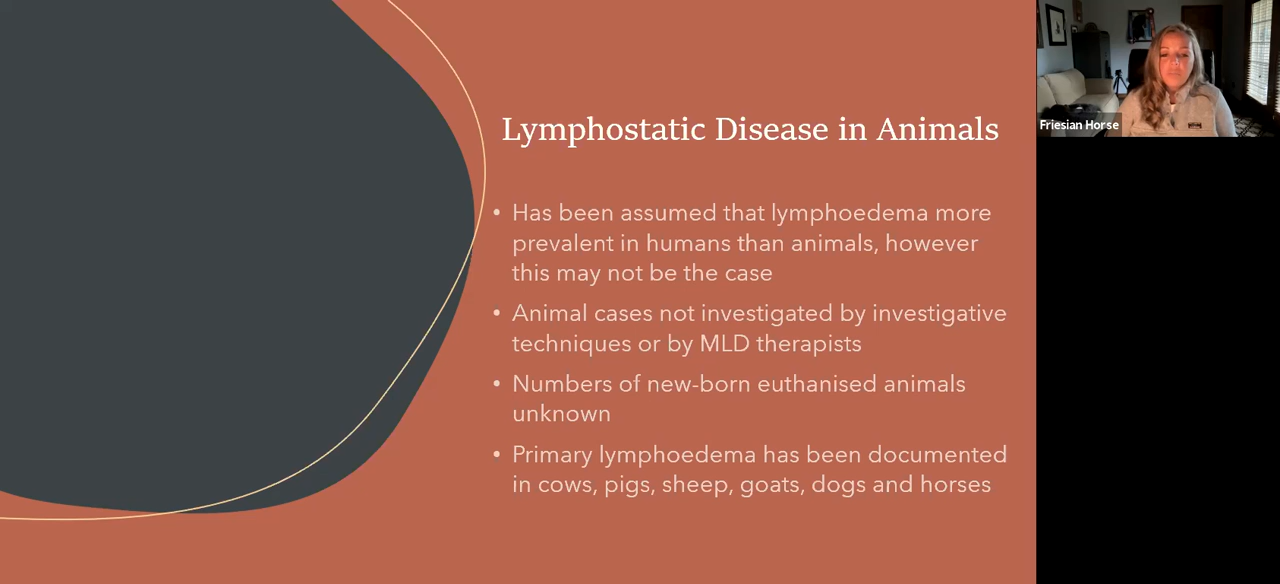 Lymphostatic Disease in Animals
• Has been assumed that lymphoedema more
prevalent in humans than animals, however
this may not be the case
• Animal cases not investigated by investigative
techniques or by MLD therapists
• Numbers of new-born euthanised animals
unknown
• Primary lymphoedema has been documented
in cows, pigs, sheep, goats, dogs and horses
Friesian Horse